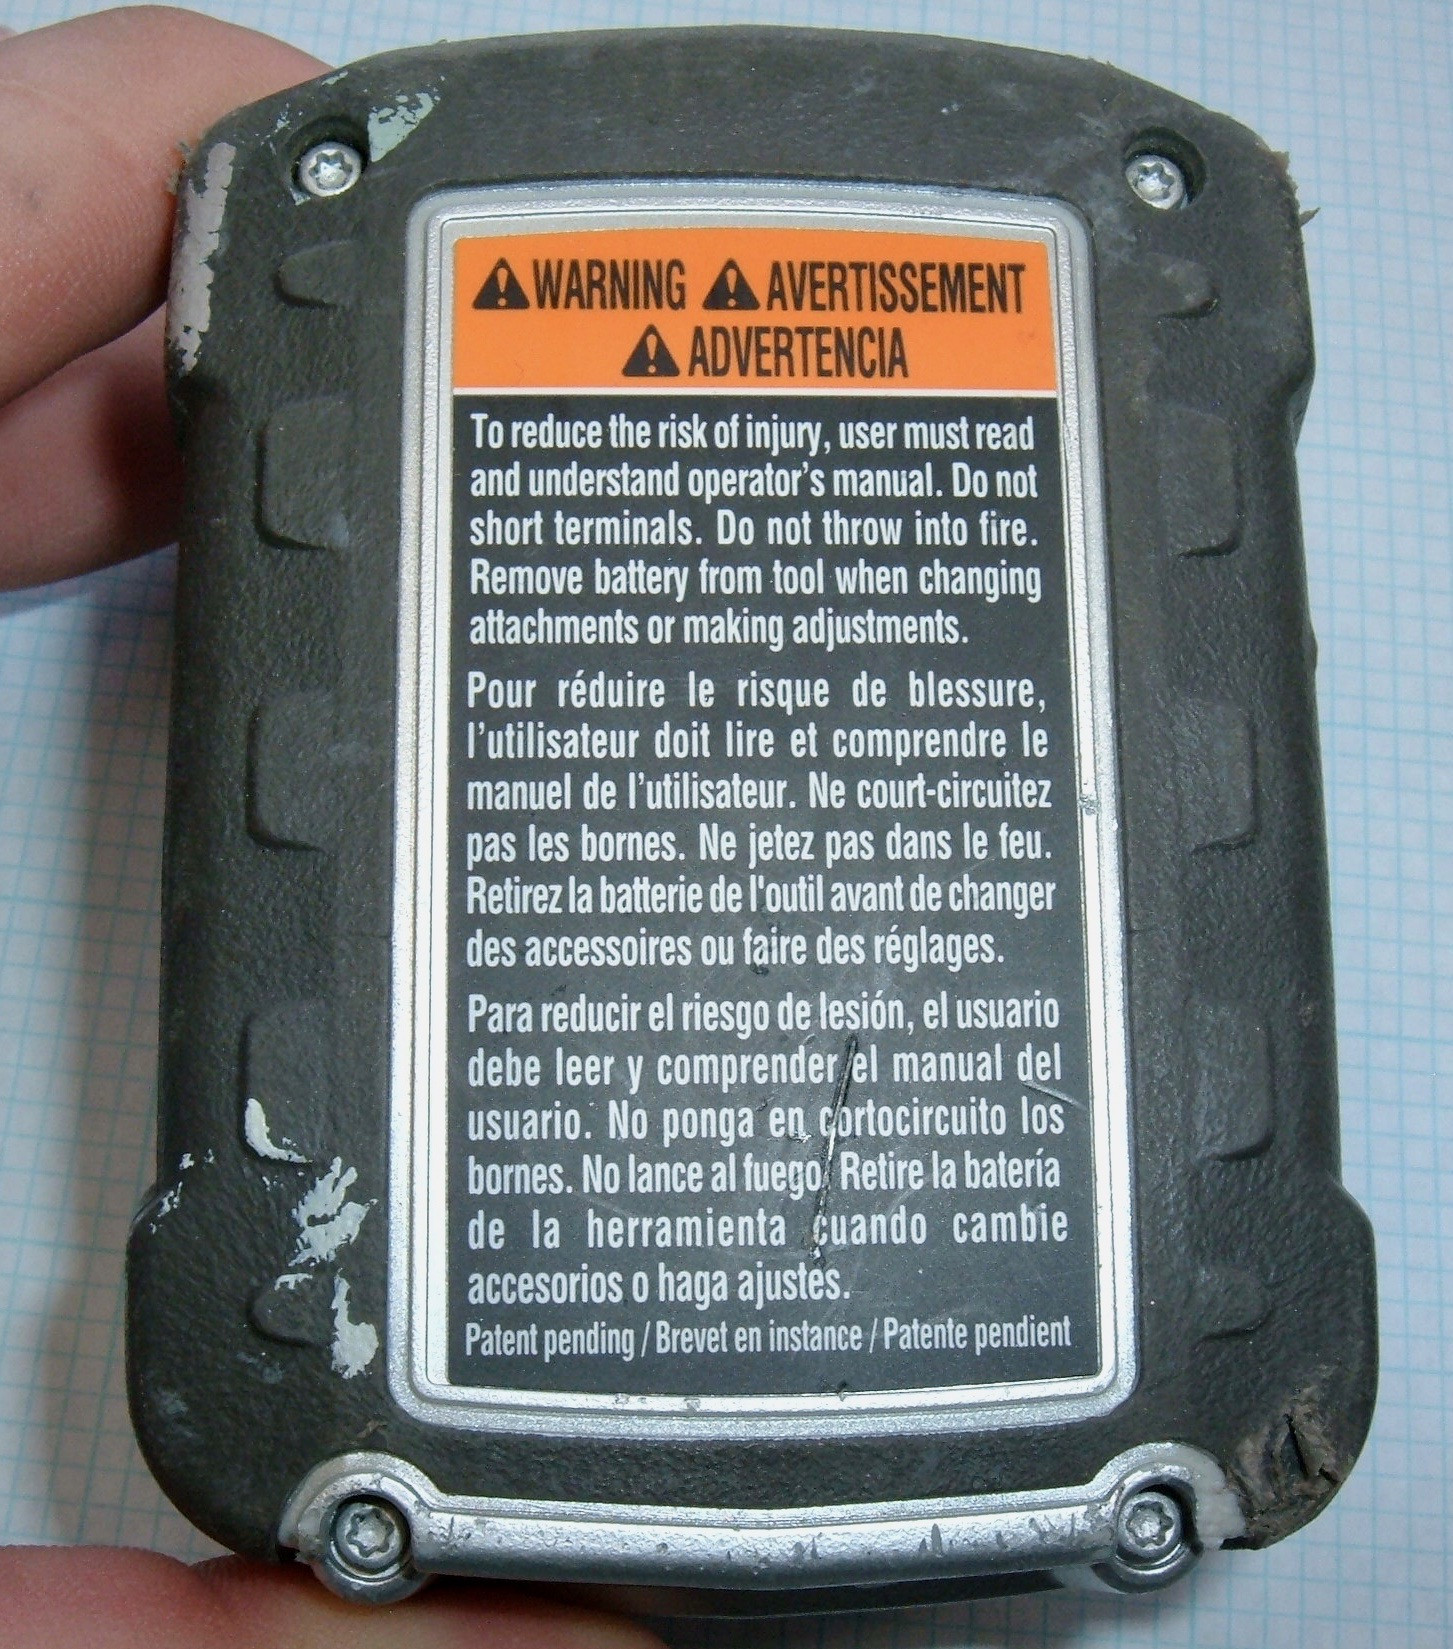 WARNING AVERTISSEMENT
ADVERTENCIA
To reduce the risk of injury, user must read
and understand operator's manual. Do not
short terminals. Do not throw into fire.
Remove battery from tool when changing
attachments or making adjustments.
Pour réduire le risque de blessure,
l'utilisateur doit lire et comprendre le
manuel de l'utilisateur. Ne court-circuitez
pas les bornes. Ne jetez pas dans le feu.
Retirez la batterie de l'outil avant de changer
des accessoires ou faire des réglages.
Para reducir el riesgo de lesión, el usuario
debe leer y comprender el manual del
usuario. No ponga en cortocircuito los
bornes. No lance al fuego. Retire la batería
de la herramienta cuando cambie
accesorios o haga ajustes.
Patent pending / Brevet en instance / Patente pendient